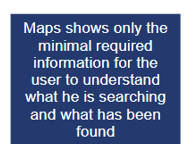 Maps shows only the
minimal required
information for the
user to understand
what he is searching
and what has been
found